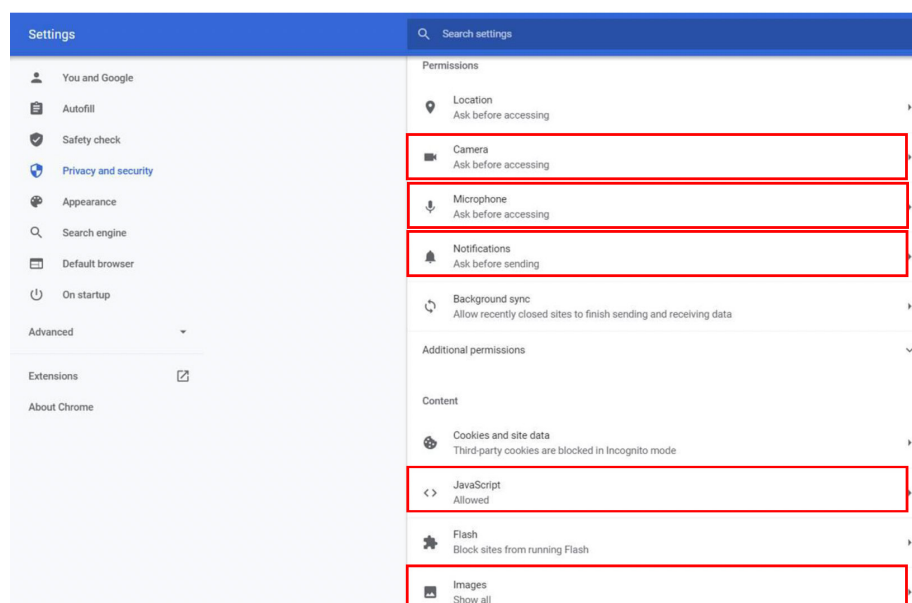 Settings
Search settings
You and Google
Autofill
Safety check
Privacy and security
Appearance
Search engine
Default browser
On startup
Advanced
Extensions
About Chrome
Permissions
Location
Ask before accessing
Camera
Ask before accessing
Microphone
Ask before accessing
Notifications
Ask before sending
Background sync
Allow recently closed sites to finish sending and receiving data
Additional permissions
Content
Cookies and site data
Third-party cookies are blocked in Incognito mode
JavaScript
Allowed
Flash
Block sites from running Flash
Images
Show all